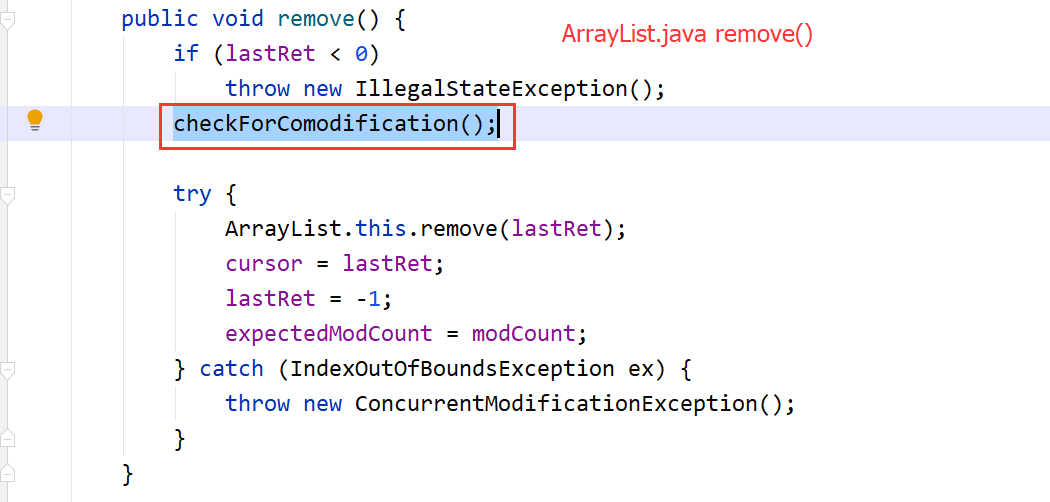 public void remove() {
ArrayList.java remove()
if (lastRet < 0)
throw new IllegalStateException();
checkForComodification();
try {
ArrayList.this.remove(lastRet);
cursor = lastRet;
lastRet = -1;
expectedModCount = modCount;
} catch (IndexOutOfBoundsException ex) {
throw new ConcurrentModificationException();
}
}